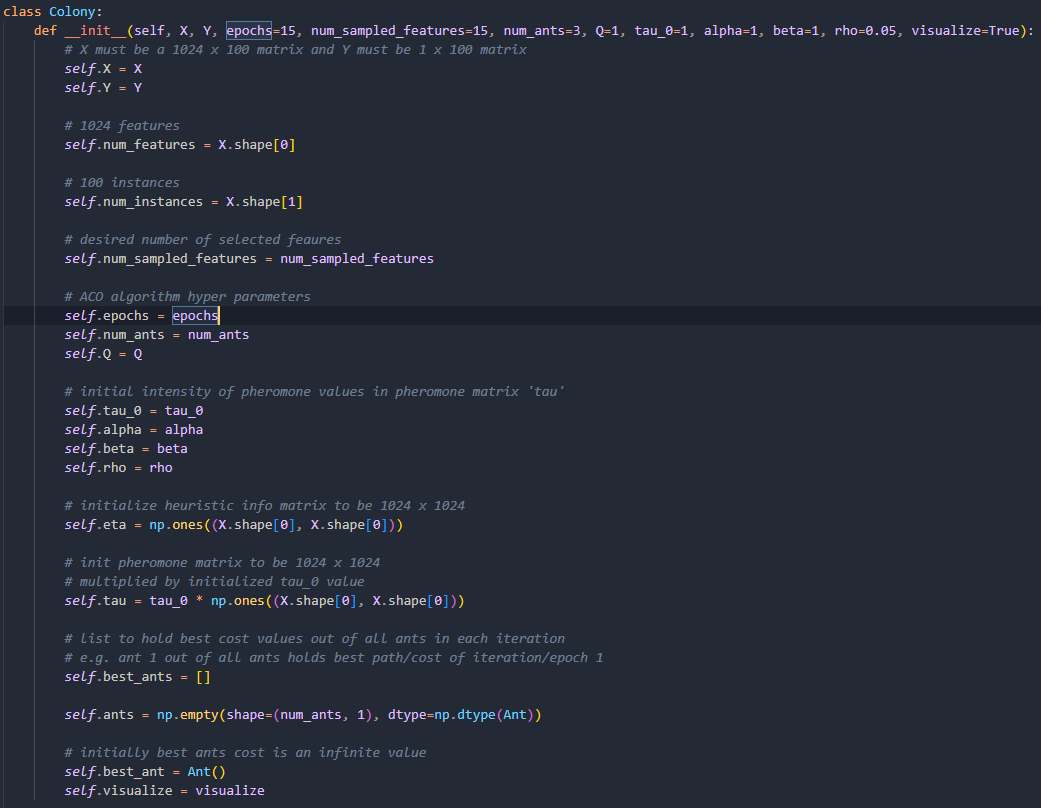 class Colony:
    def __init__(self, X, Y, epochs=15, num_sampled_features=15, num_ants=3, Q=1, tau_0=1, alpha=1, beta=1, rho=0.05, visualize=True):
        # X must be a 1024 x 100 matrix and Y must be 1 x 100 matrix
        self.X = X
        self.Y = Y

        # 1024 features
        self.num_features = X.shape[0]

        # 100 instances
        self.num_instances = X.shape[1]

        # desired number of selected feaures
        self.num_sampled_features = num_sampled_features

        # ACO algorithm hyper parameters
        self.epochs = epochs
        self.num_ants = num_ants
        self.Q = Q

        # initial intensity of pheromone values in pheromone matrix 'tau'
        self.tau_0 = tau_0
        self.alpha = alpha
        self.beta = beta
        self.rho = rho

        # initialize heuristic info matrix to be 1024 x 1024
        self.eta = np.ones((X.shape[0], X.shape[0]))

        # init pheromone matrix to be 1024 x 1024
        # multiplied by initialized tau_0 value
        self.tau = tau_0 * np.ones((X.shape[0], X.shape[0]))

        # list to hold best cost values out of all ants in each iteration
        # e.g. ant 1 out of all ants holds best path/cost of iteration/epoch 1
        self.best_ants = []

        self.ants = np.empty(shape=(num_ants, 1), dtype=np.dtype(Ant))

        # initially best ants cost is an infinite value
        self.best_ant = Ant()
        self.visualize = visualize